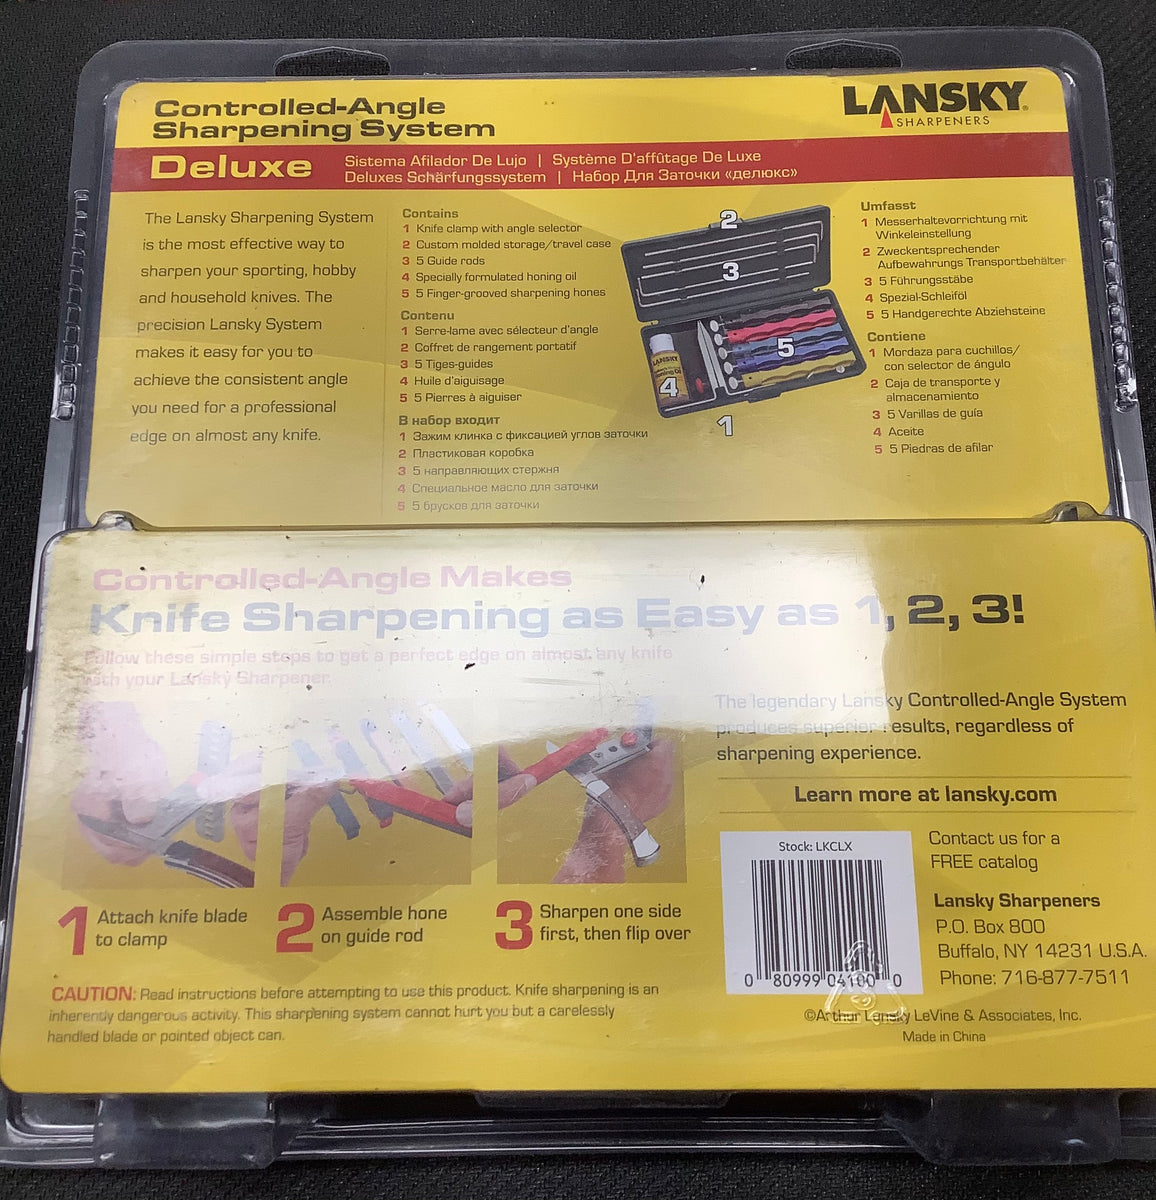 Controlled-Angle
Sharpening System
LANSKY
SHARPENERS
Deluxe
Sistema Afilador De Lujo | Système D'affûtage De Luxe
Deluxes Schärfungssystem | Набор Для Заточки «делюкс»
The Lansky Sharpening System
is the most effective way to
sharpen your sporting, hobby
and household knives. The
precision Lansky System
makes it easy for you to
achieve the consistent angle
you need for a professional
edge on almost any knife.
Contains
1 Knife clamp with angle selector
2 Custom molded storage/travel case
3 5 Guide rods
4 Specially formulated honing oil
5 5 Finger-grooved sharpening hones
Contenu
1 Serre-lame avec sélecteur d'angle
2 Coffret de rangement portatif
3 5 Tiges-guides
4 Huile d'aiguisage
5 5 Pierres à aiguiser
В набор входит
1 Зажим клинка с фиксацией углов заточки
2 Пластиковая коробка
3 5 направляющих стержня
4 Специальное масло для заточки
5 5 брусков для заточки
2
3
5
LANSKY
4
1
Umfasst
1 Messerhaltevorrichtung mit
Winkeleinstellung
2 Zweckentsprechender
Aufbewahrungs Transportbehälter
3 5 Führungsstäbe
4 Spezial-Schleiföl
5 5 Handgerechte Abziehsteine
Contiene
1 Mordaza para cuchillos/
con selector de ángulo
2 Caja de transporte y
almacenamiento
3 5 Varillas de guía
4 Aceite
5 5 Piedras de afilar
Controlled-Angle Makes
Knife Sharpening as Easy as 1, 2, 3!
Follow these simple steps to get a perfect edge on almost any knife
with your Lansky Sharpener.
The legendary Lansky Controlled-Angle System
produces superior results, regardless of
sharpening experience.
Learn more at lansky.com
1 Attach knife blade
to clamp
2 Assemble hone
on guide rod
3 Sharpen one side
first, then flip over
CAUTION: Read instructions before attempting to use this product. Knife sharpening is an
inherently dangerous activity. This sharpening system cannot hurt you but a carelessly
handled blade or pointed object can.
Stock: LKCLX
0 80999 04100 0
Contact us for a
FREE catalog
Lansky Sharpeners
P.O. Box 800
Buffalo, NY 14231 U.S.A.
Phone: 716-877-7511
©Arthur Lansky LeVine & Associates, Inc.
Made in China